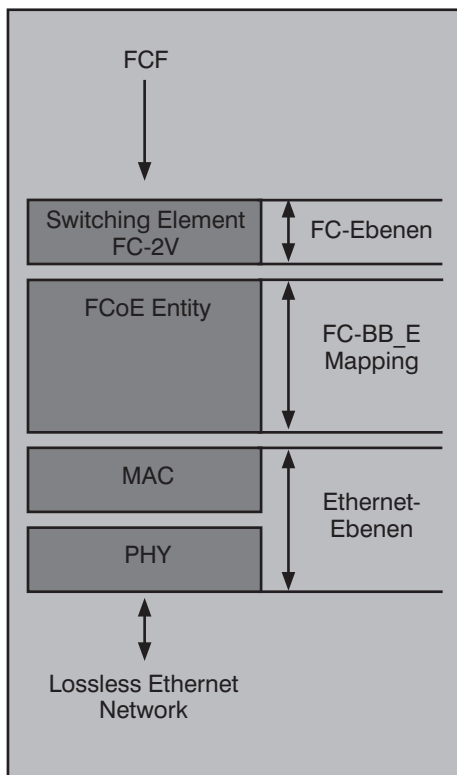 FCF
Switching Element
FC-2V
FC-Ebenen
FCoE Entity
FC-BB_E
Mapping
MAC
Ethernet-
Ebenen
PHY
Lossless Ethernet
Network